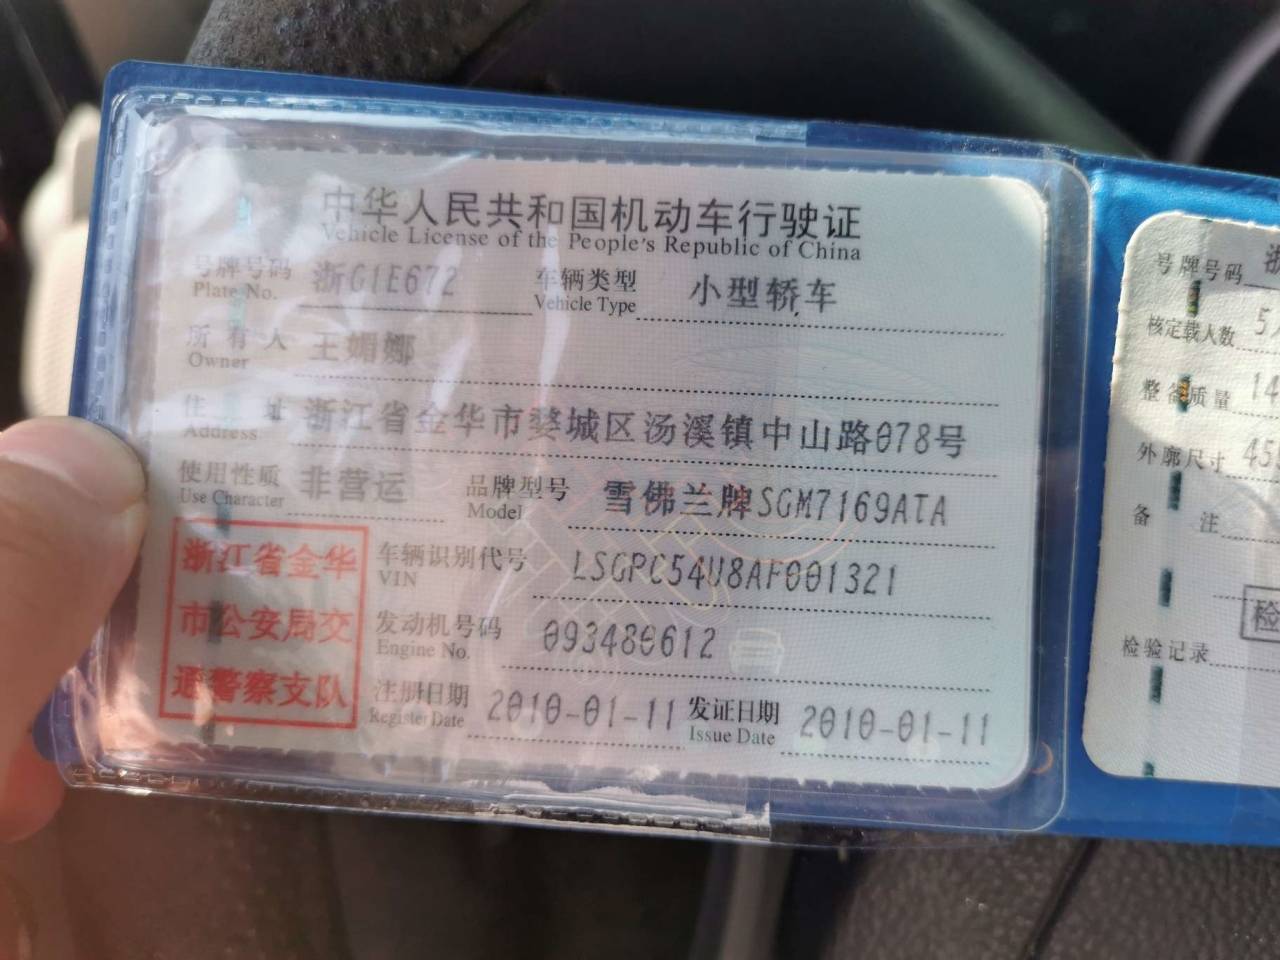 中华人民共和国机动车行驶证
Vehicle License of the People's Republic of China
号牌号码 浙G1E672 车辆类型 小型轿车
Plate No. Vehicle Type
所有人 王媚娜
Owner
住址 浙江省金华市婺城区汤溪镇中山路078号
Address
使用性质 非营运 品牌型号 雪佛兰牌SGM7169ATA
Use Character Model
浙江省金华
市公安局交
通警察支队
车辆识别代号 LSGPC54U8AF001321
VIN
发动机号码 093480612
Engine No.
注册日期 2010-01-11 发证日期 2010-01-11
Register Date Issue Date
号牌号码 浙
核定载人数 5
整备质量 14
外廓尺寸 45
备注
检
检验记录